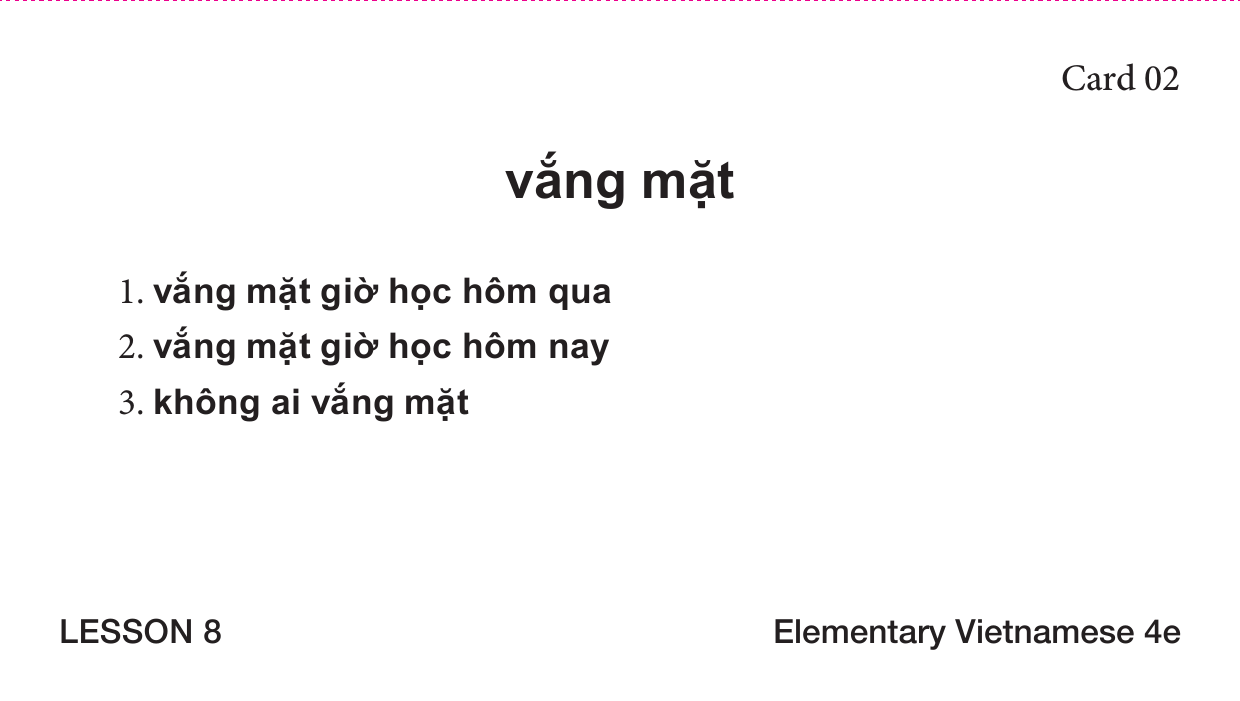 Card 02
vắng mặt
1. vắng mặt giờ học hôm qua
2. vắng mặt giờ học hôm nay
3. không ai vắng mặt
LESSON 8
Elementary Vietnamese 4e